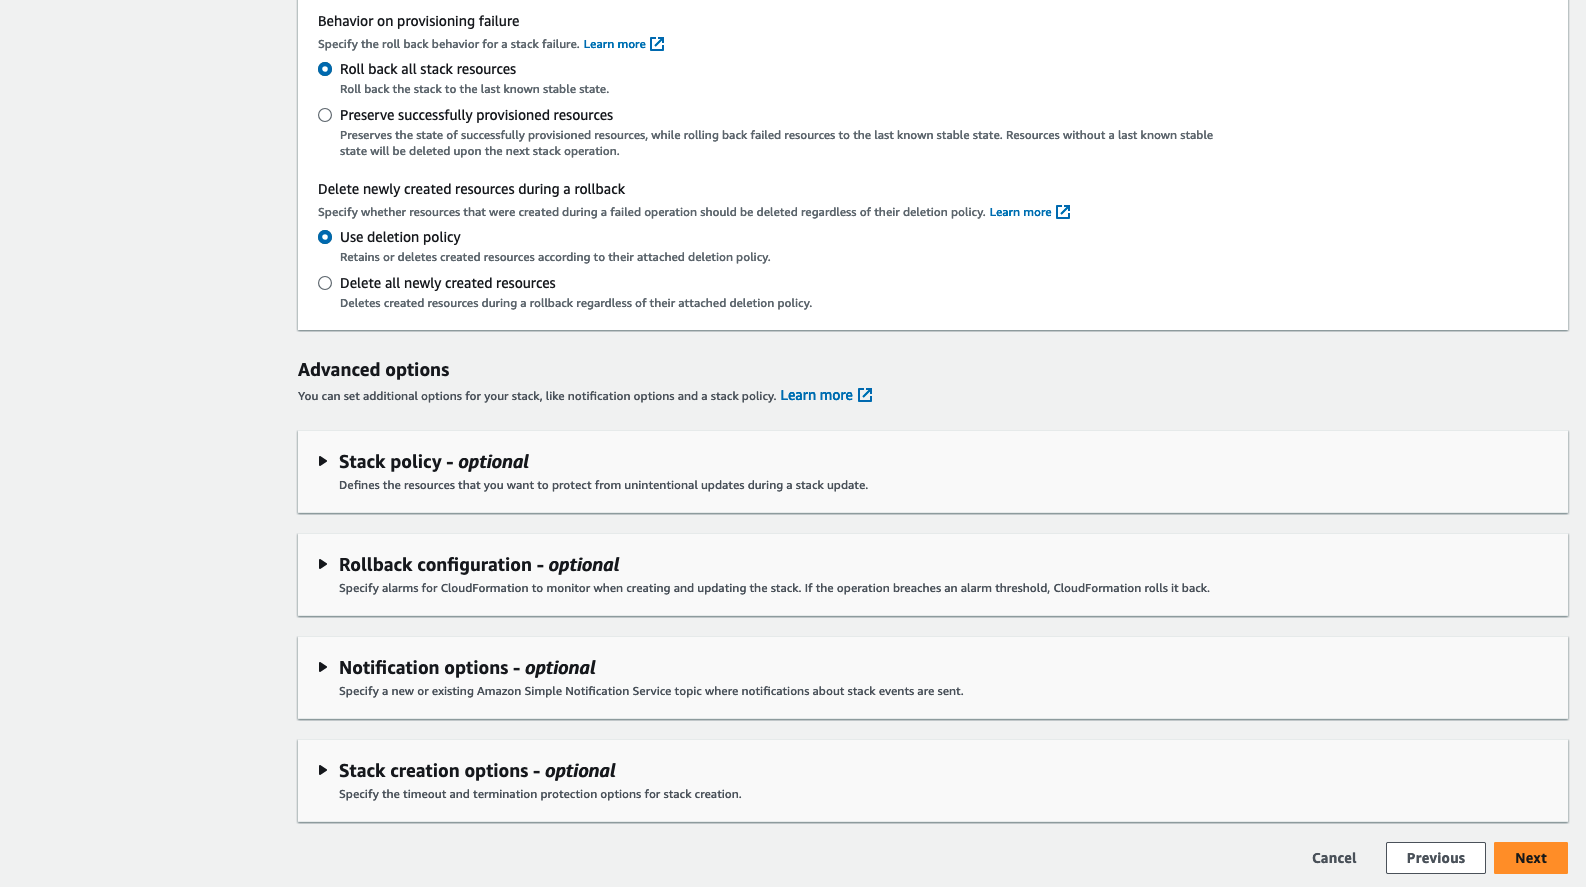 Behavior on provisioning failure
Specify the roll back behavior for a stack failure. Learn more
Roll back all stack resources
Roll back the stack to the last known stable state.
Preserve successfully provisioned resources
Preserves the state of successfully provisioned resources, while rolling back failed resources to the last known stable state. Resources without a last known stable
state will be deleted upon the next stack operation.
Delete newly created resources during a rollback
Specify whether resources that were created during a failed operation should be deleted regardless of their deletion policy. Learn more
Use deletion policy
Retains or deletes created resources according to their attached deletion policy.
Delete all newly created resources
Deletes created resources during a rollback regardless of their attached deletion policy.
Advanced options
You can set additional options for your stack, like notification options and a stack policy. Learn more
Stack policy - optional
Defines the resources that you want to protect from unintentional updates during a stack update.
Rollback configuration - optional
Specify alarms for CloudFormation to monitor when creating and updating the stack. If the operation breaches an alarm threshold, CloudFormation rolls it back.
Notification options - optional
Specify a new or existing Amazon Simple Notification Service topic where notifications about stack events are sent.
Stack creation options - optional
Specify the timeout and termination protection options for stack creation.
Cancel Previous Next